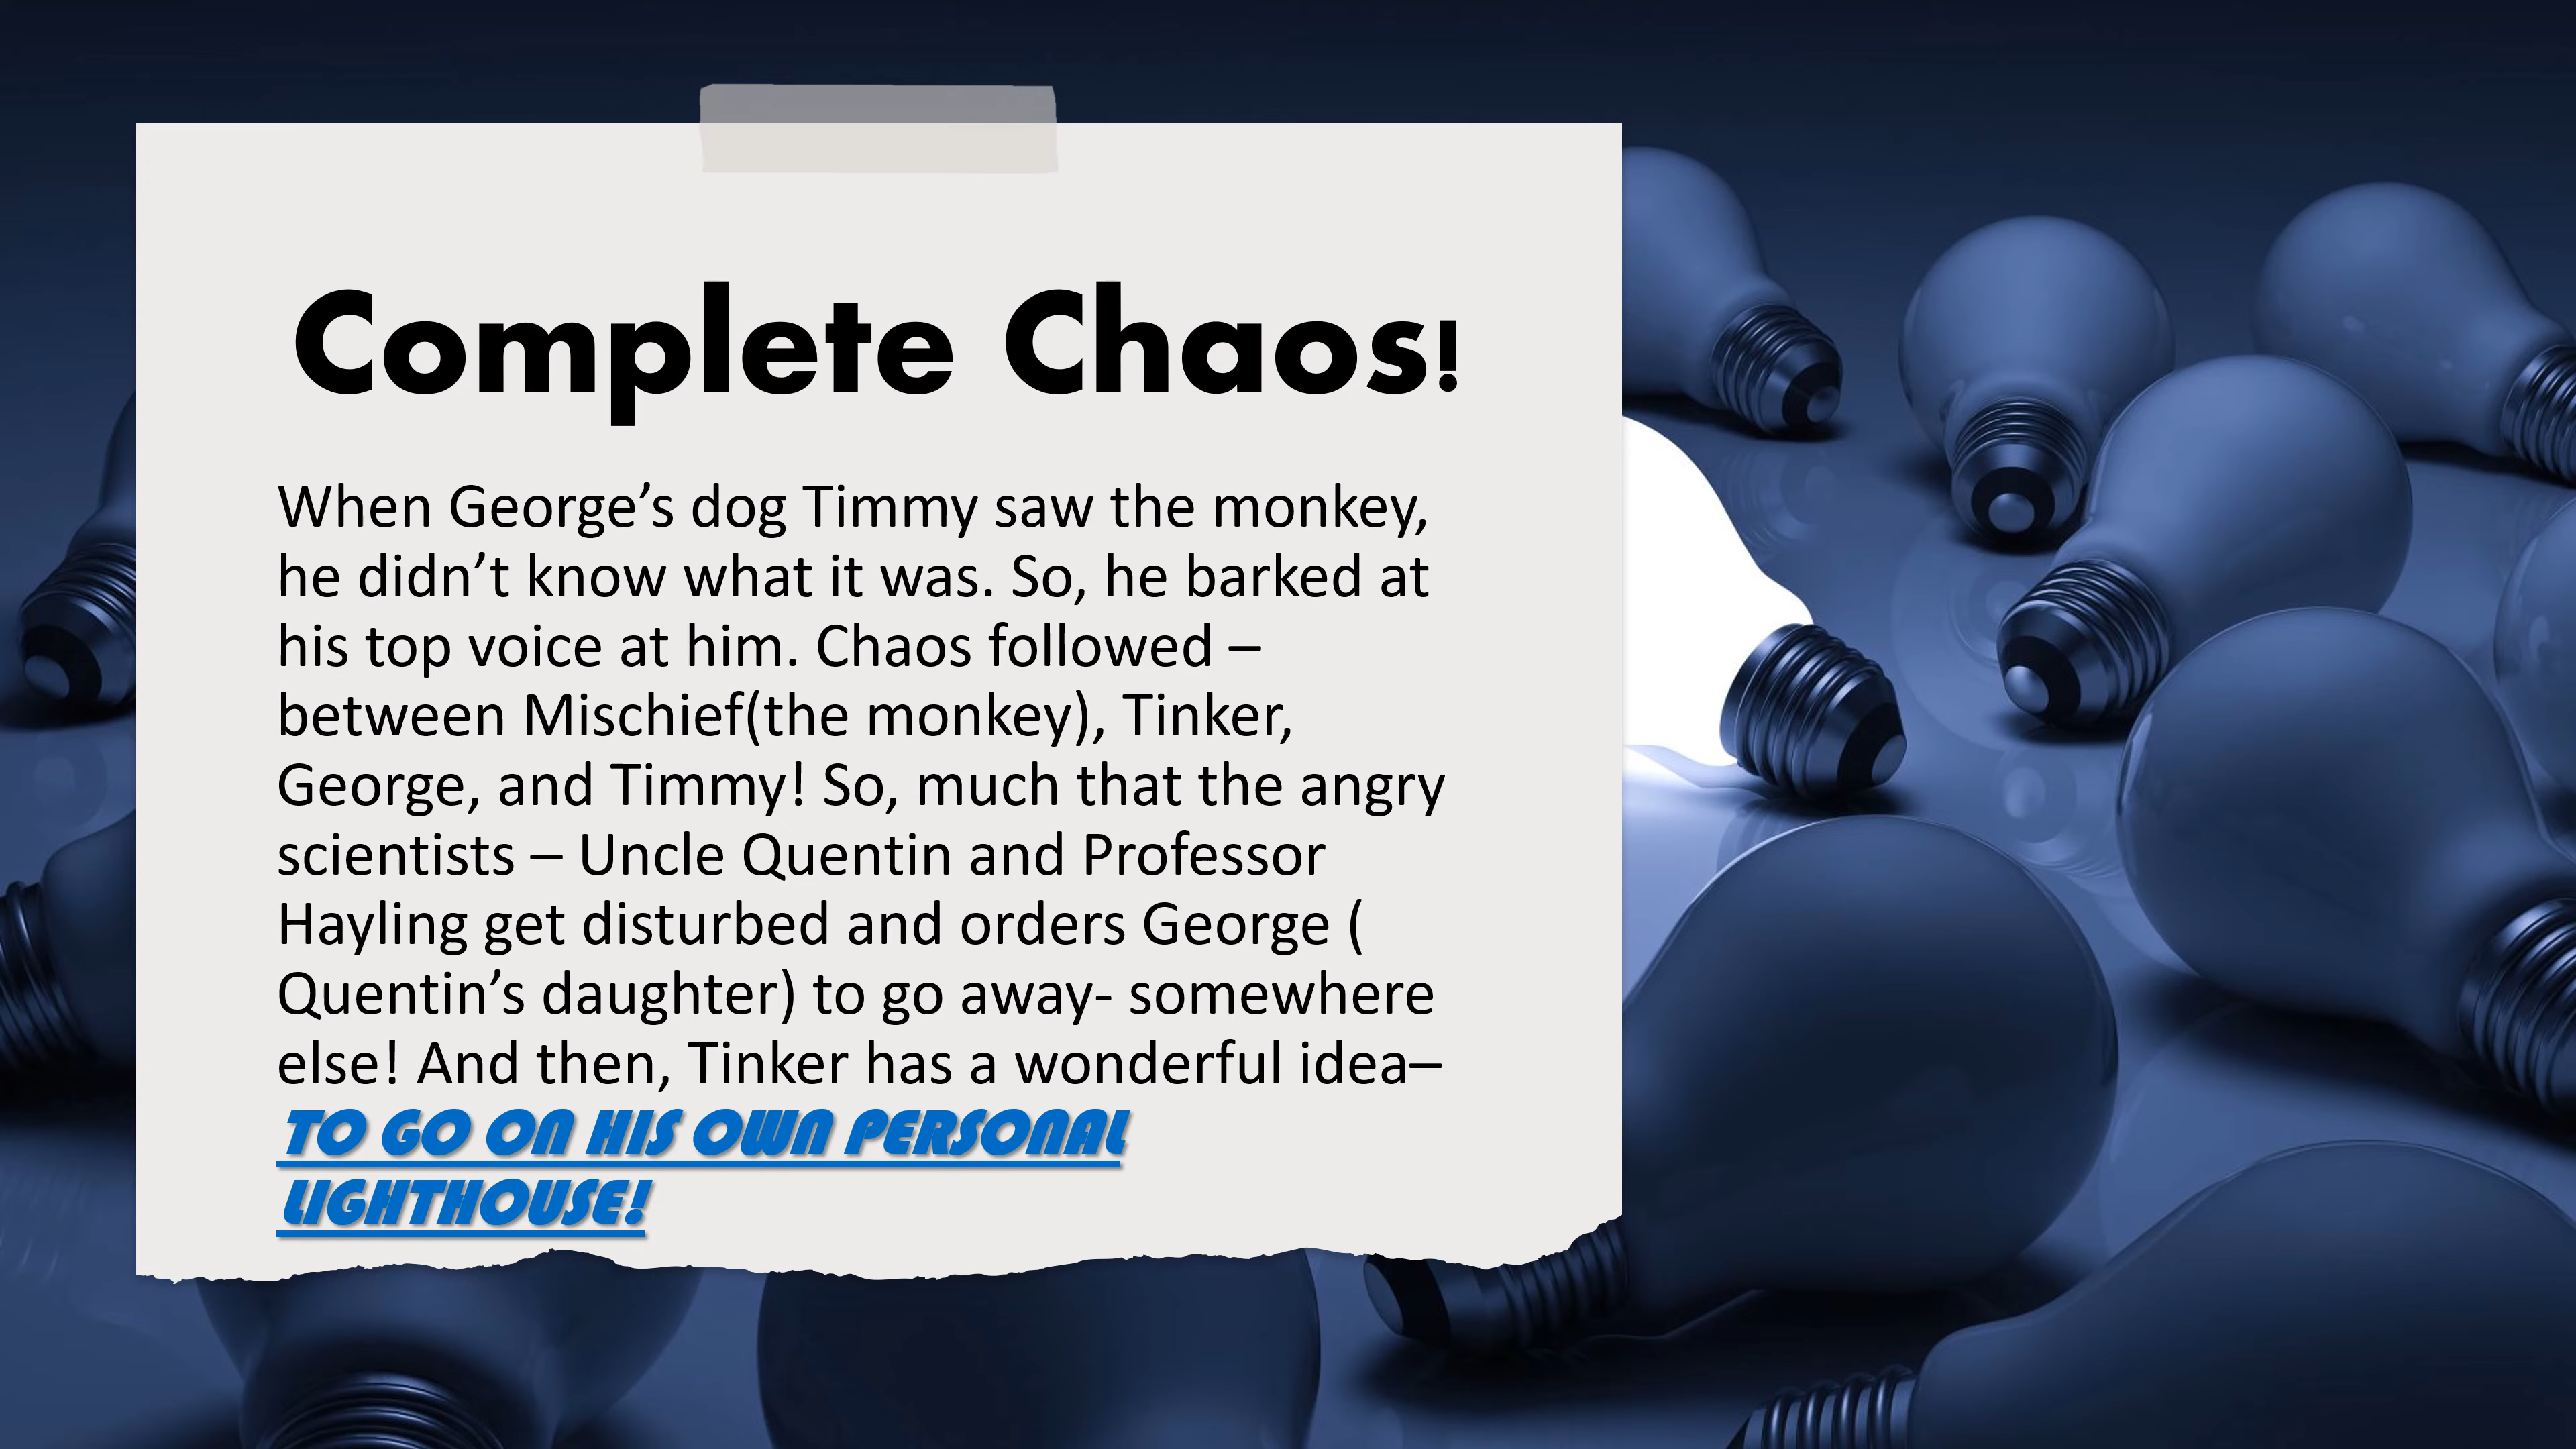 Complete Chaos!
When George’s dog Timmy saw the monkey,
he didn’t know what it was. So, he barked at
his top voice at him. Chaos followed –
between Mischief(the monkey), Tinker,
George, and Timmy! So, much that the angry
scientists – Uncle Quentin and Professor
Hayling get disturbed and orders George (
Quentin’s daughter) to go away- somewhere
else! And then, Tinker has a wonderful idea–
TO GO ON HIS OWN PERSONAL
LIGHTHOUSE!